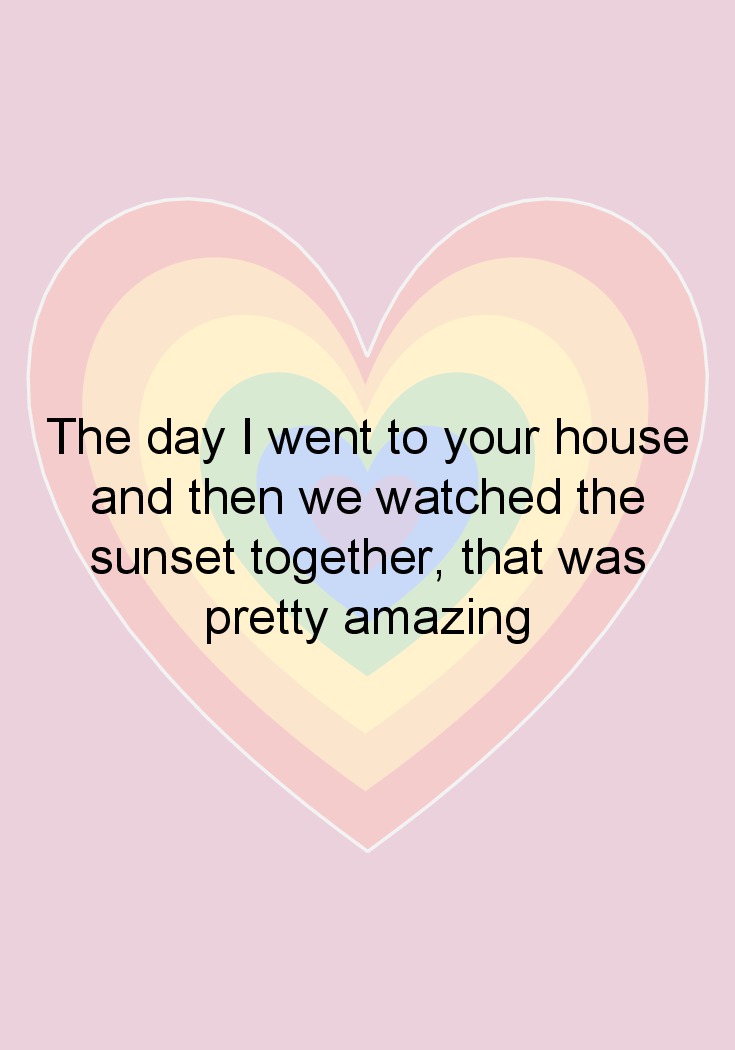 The day I went to your house
and then we watched the
sunset together, that was
pretty amazing